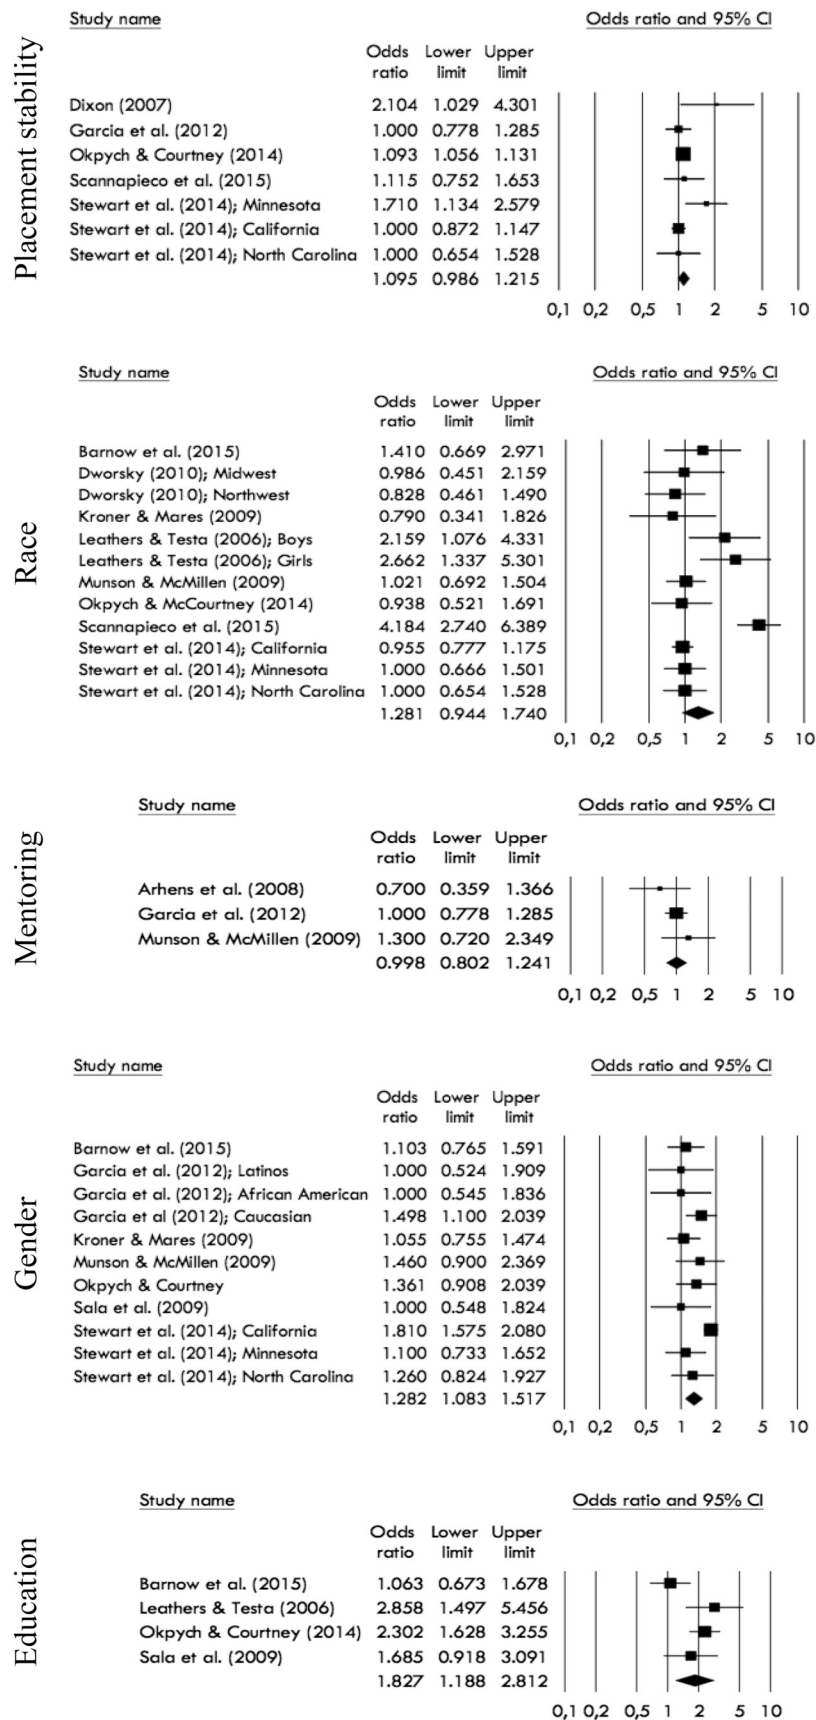 Placement stability
Study name Odds ratio and 95% CI
Odds Lower Upper
ratio limit limit
Dixon (2007) 2.104 1.029 4.301
Garcia et al. (2012) 1.000 0.778 1.285
Okpych & Courtney (2014) 1.093 1.056 1.131
Scannapieco et al. (2015) 1.115 0.752 1.653
Stewart et al. (2014); Minnesota 1.710 1.134 2.579
Stewart et al. (2014); California 1.000 0.872 1.147
Stewart et al. (2014); North Carolina 1.000 0.654 1.528
1.095 0.986 1.215
0,1 0,2 0,5 1 2 5 10
Race
Study name Odds ratio and 95% CI
Odds Lower Upper
ratio limit limit
Barnow et al. (2015) 1.410 0.669 2.971
Dworsky (2010); Midwest 0.986 0.451 2.159
Dworsky (2010); Northwest 0.828 0.461 1.490
Kroner & Mares (2009) 0.790 0.341 1.826
Leathers & Testa (2006); Boys 2.159 1.076 4.331
Leathers & Testa (2006); Girls 2.662 1.337 5.301
Munson & McMillen (2009) 1.021 0.692 1.504
Okpych & McCourtney (2014) 0.938 0.521 1.691
Scannapieco et al. (2015) 4.184 2.740 6.389
Stewart et al. (2014); California 0.955 0.777 1.175
Stewart et al. (2014); Minnesota 1.000 0.666 1.501
Stewart et al. (2014); North Carolina 1.000 0.654 1.528
1.281 0.944 1.740
0,1 0,2 0,5 1 2 5 10
Mentoring
Study name Odds ratio and 95% CI
Odds Lower Upper
ratio limit limit
Arhens et al. (2008) 0.700 0.359 1.366
Garcia et al. (2012) 1.000 0.778 1.285
Munson & McMillen (2009) 1.300 0.720 2.349
0.998 0.802 1.241
0,1 0,2 0,5 1 2 5 10
Gender
Study name Odds ratio and 95% CI
Odds Lower Upper
ratio limit limit
Barnow et al. (2015) 1.103 0.765 1.591
Garcia et al. (2012); Latinos 1.000 0.524 1.909
Garcia et al. (2012); African American 1.000 0.545 1.836
Garcia et al (2012); Caucasian 1.498 1.100 2.039
Kroner & Mares (2009) 1.055 0.755 1.474
Munson & McMillen (2009) 1.460 0.900 2.369
Okpych & Courtney 1.361 0.908 2.039
Sala et al. (2009) 1.000 0.548 1.824
Stewart et al. (2014); California 1.810 1.575 2.080
Stewart et al. (2014); Minnesota 1.100 0.733 1.652
Stewart et al. (2014); North Carolina 1.260 0.824 1.927
1.282 1.083 1.517
0,1 0,2 0,5 1 2 5 10
Education
Study name Odds ratio and 95% CI
Odds Lower Upper
ratio limit limit
Barnow et al. (2015) 1.063 0.673 1.678
Leathers & Testa (2006) 2.858 1.497 5.456
Okpych & Courtney (2014) 2.302 1.628 3.255
Sala et al. (2009) 1.685 0.918 3.091
1.827 1.188 2.812
0,1 0,2 0,5 1 2 5 10